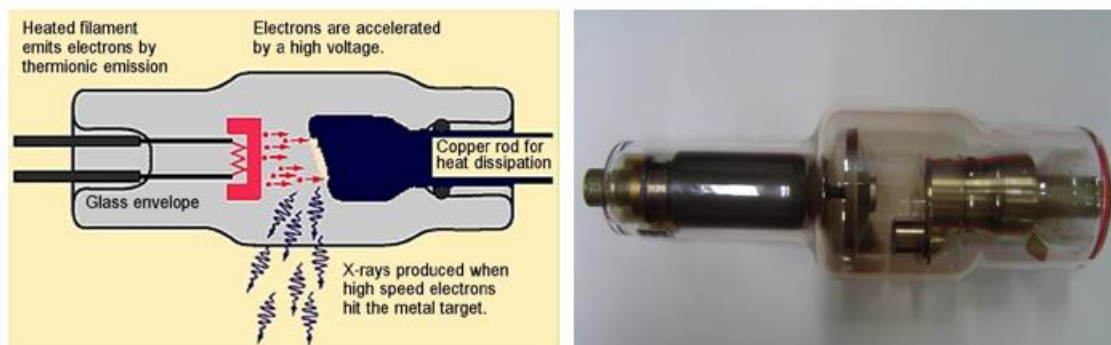 Heated filament
emits electrons by
thermionic emission
Electrons are accelerated
by a high voltage.
Copper rod for
heat dissipation
Glass envelope
X-rays produced when
high speed electrons
hit the metal target.